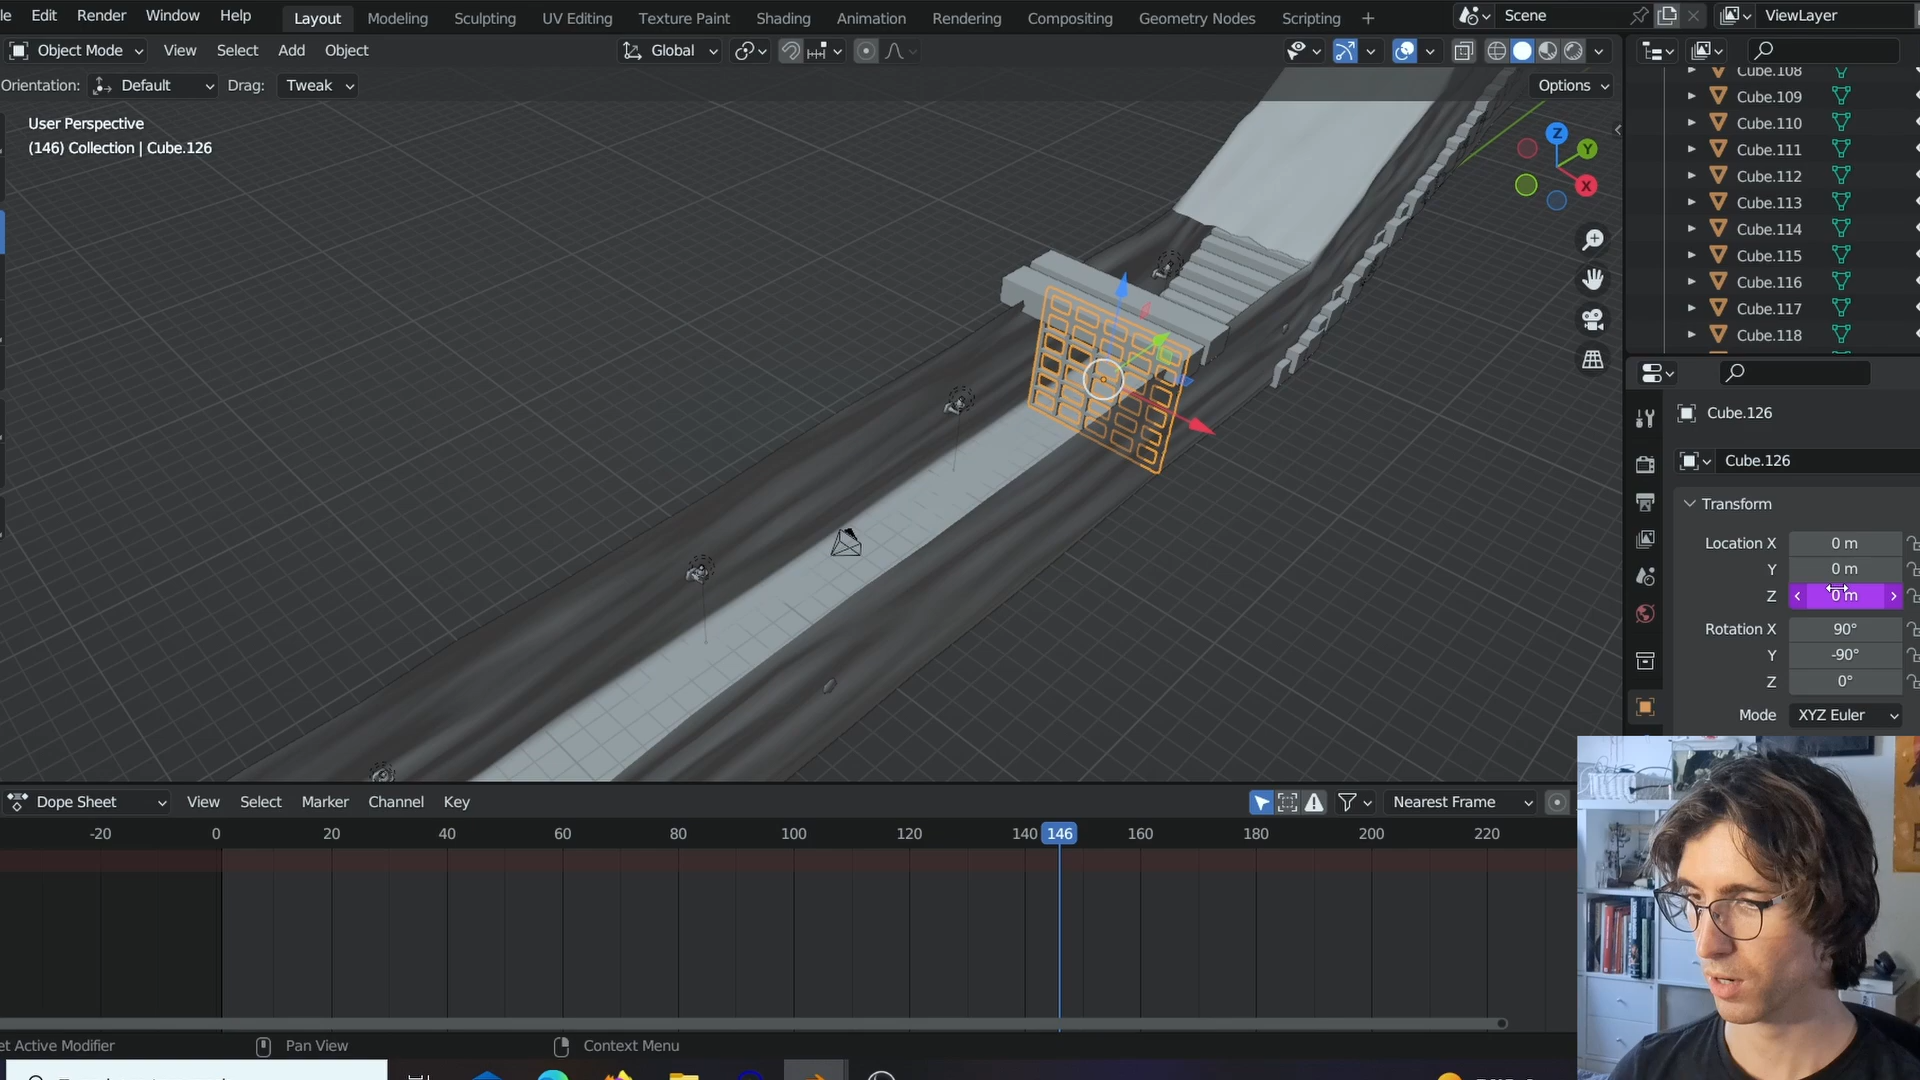 le Edit Render Window Help Layout Modeling Sculpting UV Editing Texture Paint Shading Animation Rendering Compositing Geometry Nodes Scripting + Scene ViewLayer
Object Mode View Select Add Object Global
Orientation: Default Drag: Tweak Options
User Perspective
(146) Collection | Cube.126
Z
Y
X
Cube.108
Cube.109
Cube.110
Cube.111
Cube.112
Cube.113
Cube.114
Cube.115
Cube.116
Cube.117
Cube.118
Cube.126
Cube.126
Transform
Location X 0 m
Y 0 m
Z 0 m
Rotation X 90°
Y -90°
Z 0°
Mode XYZ Euler
Dope Sheet View Select Marker Channel Key Nearest Frame
-20 0 20 40 60 80 100 120 140 146 160 180 200 220
et Active Modifier Pan View Context Menu